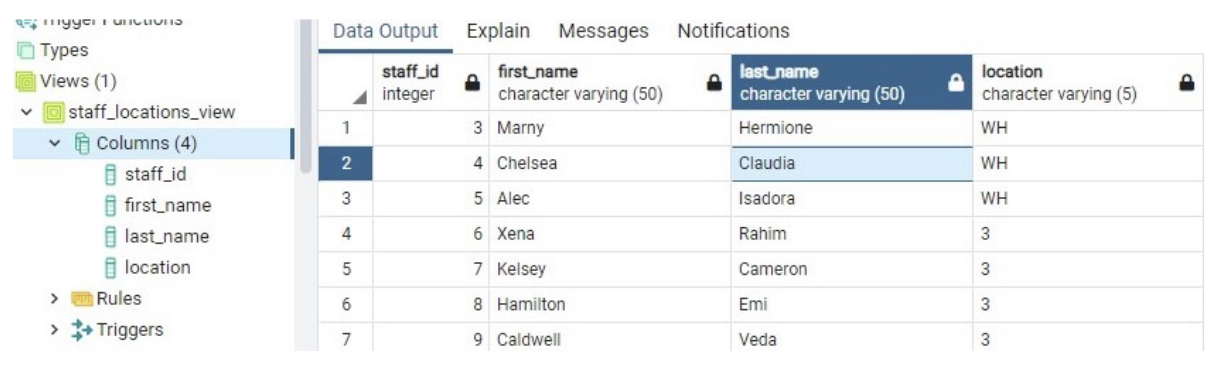 Trigger Functions
Types
Views (1)
staff_locations_view
Columns (4)
staff_id
first_name
last_name
location
Rules
Triggers
Data Output Explain Messages Notifications
staff_id first_name last_name location
integer character varying (50) character varying (50) character varying (5)
1 3 Marny Hermione WH
2 4 Chelsea Claudia WH
3 5 Alec Isadora WH
4 6 Xena Rahim 3
5 7 Kelsey Cameron 3
6 8 Hamilton Emi 3
7 9 Caldwell Veda 3